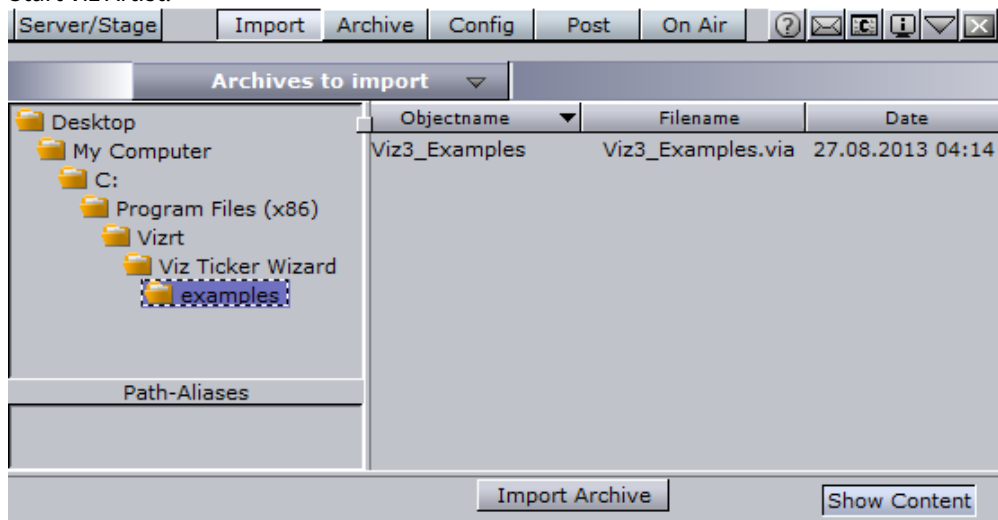 Server/Stage Import Archive Config Post On Air
Archives to import
Objectname Filename Date
Desktop
Viz3_Examples Viz3_Examples.via 27.08.2013 04:14
My Computer
C:
Program Files (x86)
Vizrt
Viz Ticker Wizard
examples
Path-Aliases
Import Archive Show Content